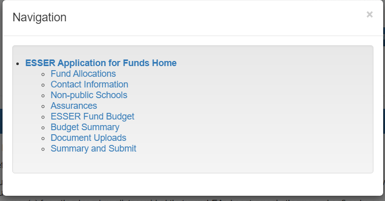 Navigation
×
ESSER Application for Funds Home
Fund Allocations
Contact Information
Non-public Schools
Assurances
ESSER Fund Budget
Budget Summary
Document Uploads
Summary and Submit